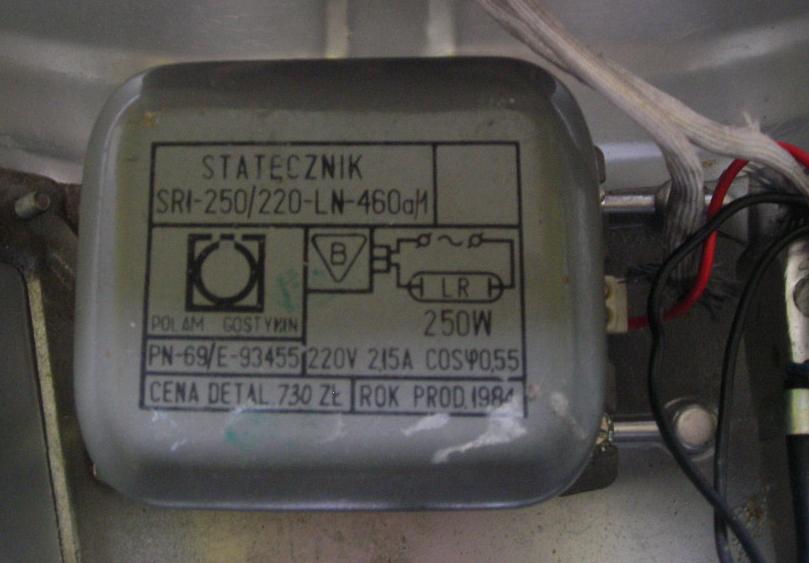 STATECZNIK
SRł-250/220-LN-460a/1
B
LR
POLAM GOSTYNIN
250W
PN-69/E-93455 220V 2,15A COSφ0,55
CENA DETAL. 730 ZŁ ROK PROD. 1984